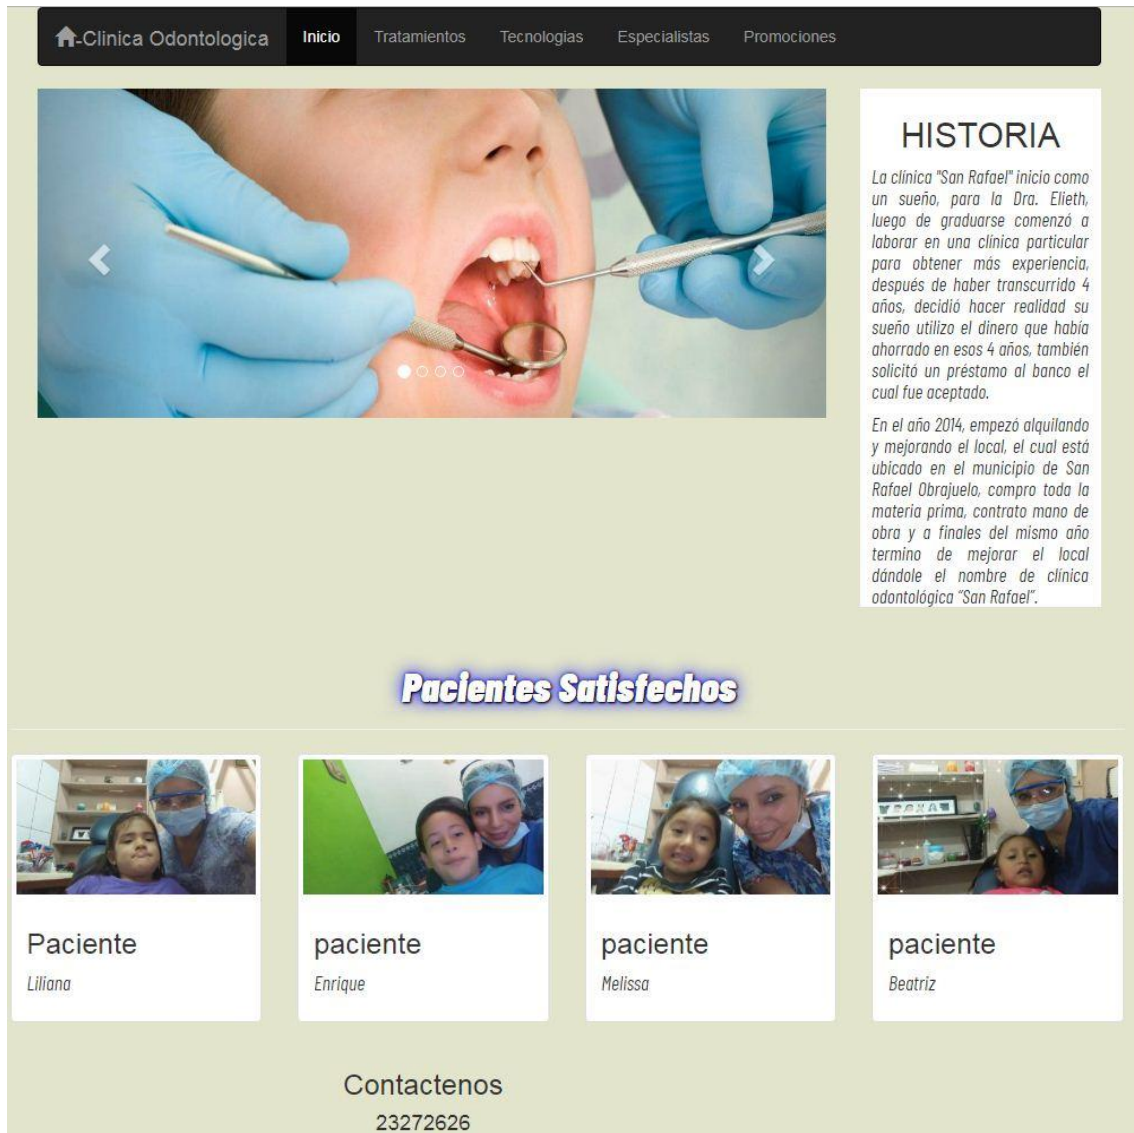 -Clinica Odontologica Inicio Tratamientos Tecnologias Especialistas Promociones
HISTORIA
La clínica "San Rafael" inicio como
un sueño, para la Dra. Elieth,
luego de graduarse comenzó a
laborar en una clínica particular
para obtener más experiencia,
después de haber transcurrido 4
años, decidió hacer realidad su
sueño utilizo el dinero que había
ahorrado en esos 4 años, también
solicitó un préstamo al banco el
cual fue aceptado.
En el año 2014, empezó alquilando
y mejorando el local, el cual está
ubicado en el municipio de San
Rafael Obrajuelo, compro toda la
materia prima, contrato mano de
obra y a finales del mismo año
termino de mejorar el local
dándole el nombre de clínica
odontológica “San Rafael”.
Pacientes Satisfechos
Paciente
Liliana
paciente
Enrique
paciente
Melissa
paciente
Beatriz
Contactenos
23272626